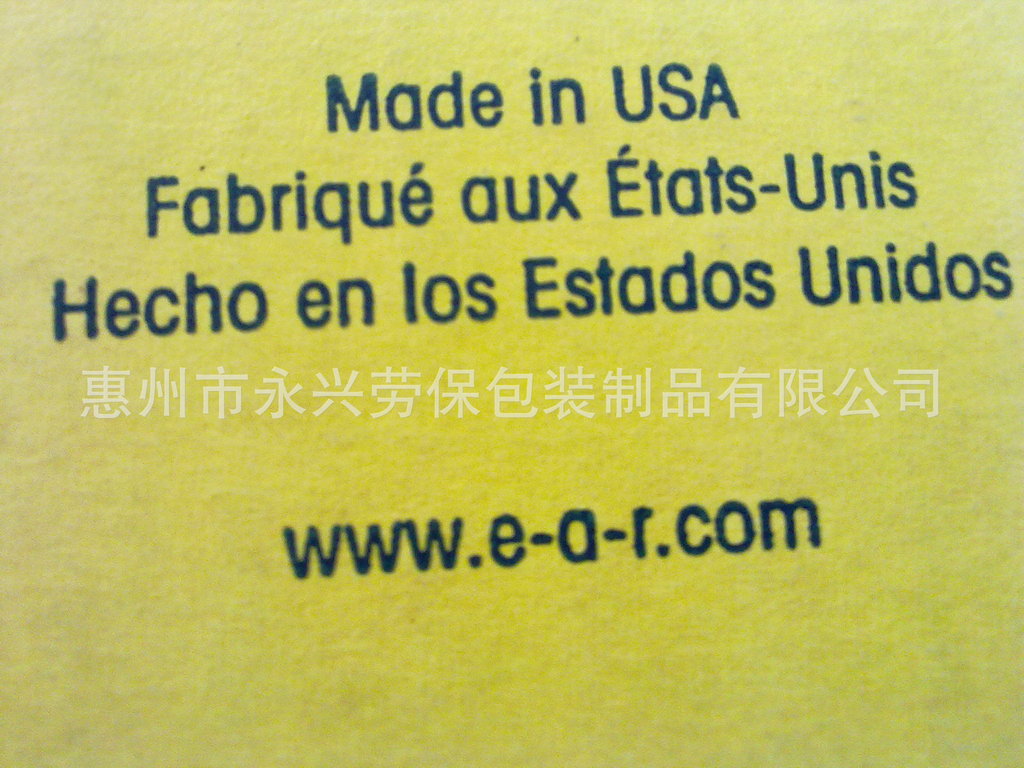 Made in USA
Fabriqué aux États-Unis
Hecho en los Estados Unidos
惠州市永兴劳保包装制品有限公司
www.e-a-r.com